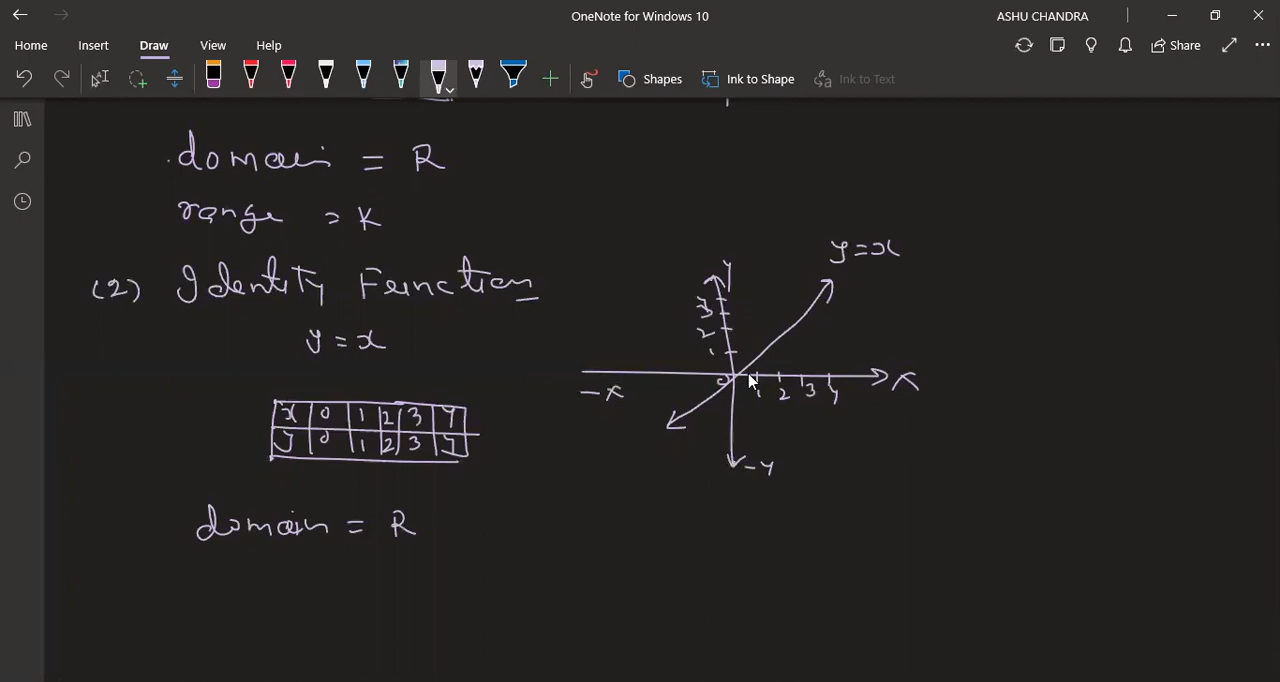 OneNote for Windows 10
ASHU CHANDRA
Home Insert Draw View Help
Share
Shapes Ink to Shape Ink to Text
domain = R
range = K
(2) Identity Function
y = x
x 0 1 2 3 4
y 0 1 2 3 4
domain = R
y = x
y
3
2
1
0 1 2 3 4
x
-x
-y